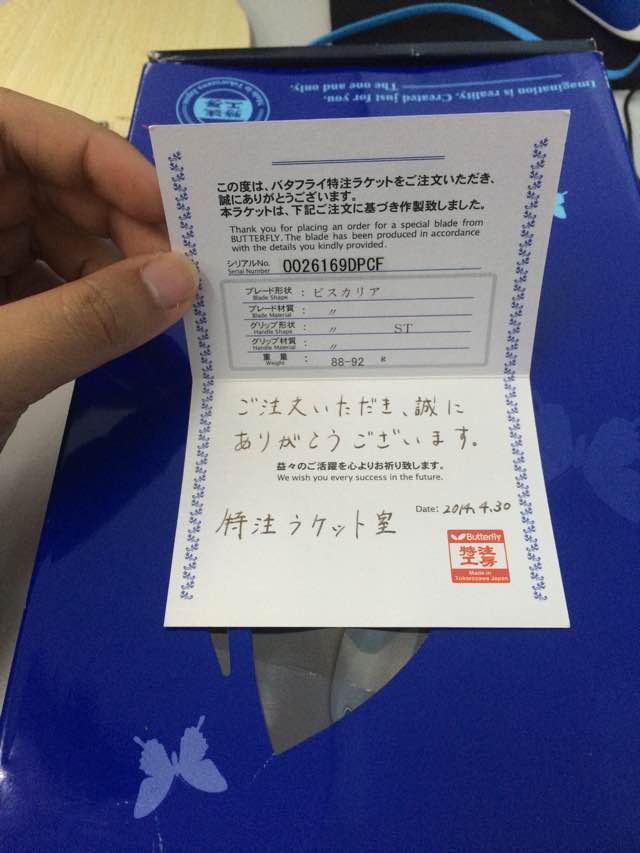 Imagination is reality. Created just for you.
The one and only.
特注
工房
Made in Tokorozawa Japan
この度は、バタフライ特注ラケットをご注文いただき、
誠にありがとうございます。
本ラケットは、下記ご注文に基づき作製致しました。
Thank you for placing an order for a special blade from
BUTTERFLY. The blade has been produced in accordance
with the details you kindly provided.
シリアルNo. 0026169DPCF
Serial Number
ブレード形状 : ビスカリア
Blade Shape
ブレード材質 : 〃
Blade Material
グリップ形状 : 〃 ST
Handle Shape
グリップ材質 : 〃
Handle Material
重量 : 88-92 g
Weight
ご注文いただき、誠に
ありがとうございます。
益々のご活躍を心よりお祈り致します。
We wish you every success in the future.
Date: 2014.4.30
特注ラケット室
Butterfly
特注
工房
Made in
Tokorozawa Japan